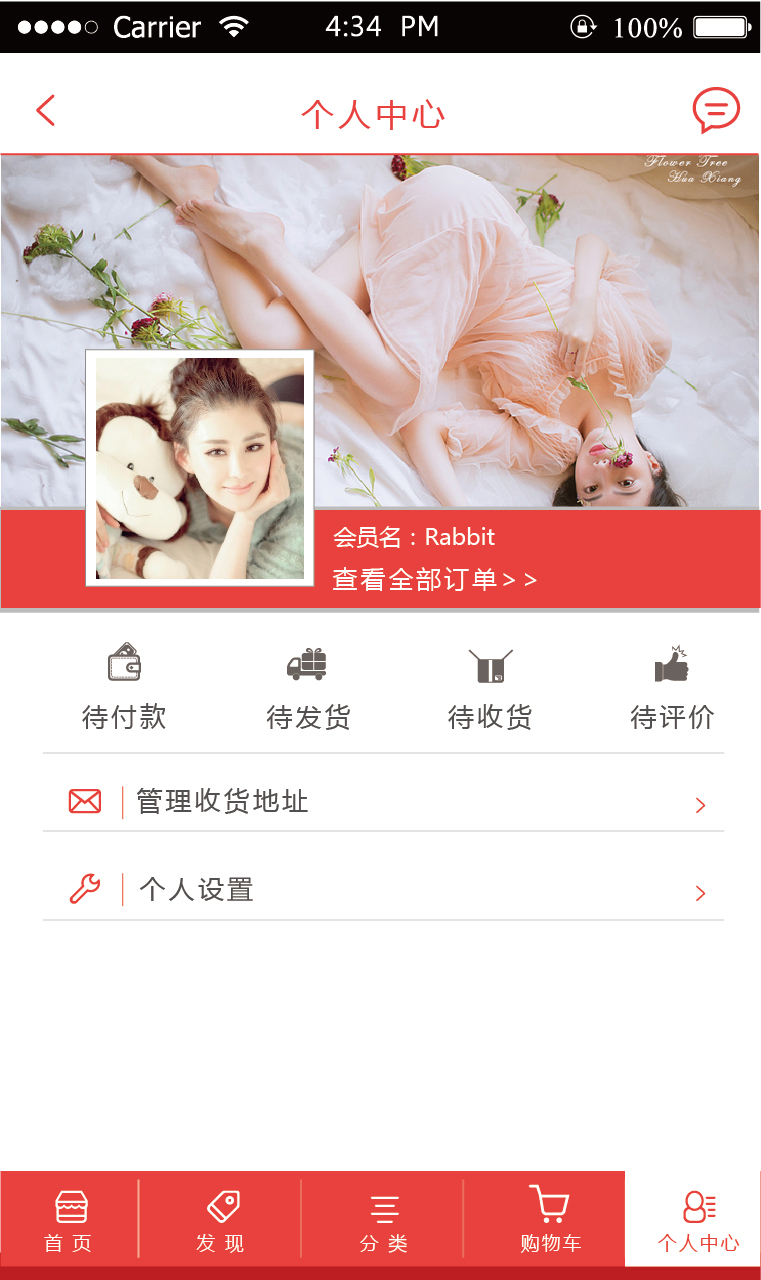 Carrier 4:34 PM 100%
个人中心
Flower Tree
Hua Xiang
会员名：Rabbit
查看全部订单>>
待付款 待发货 待收货 待评价
管理收货地址
个人设置
首页 发现 分类 购物车 个人中心